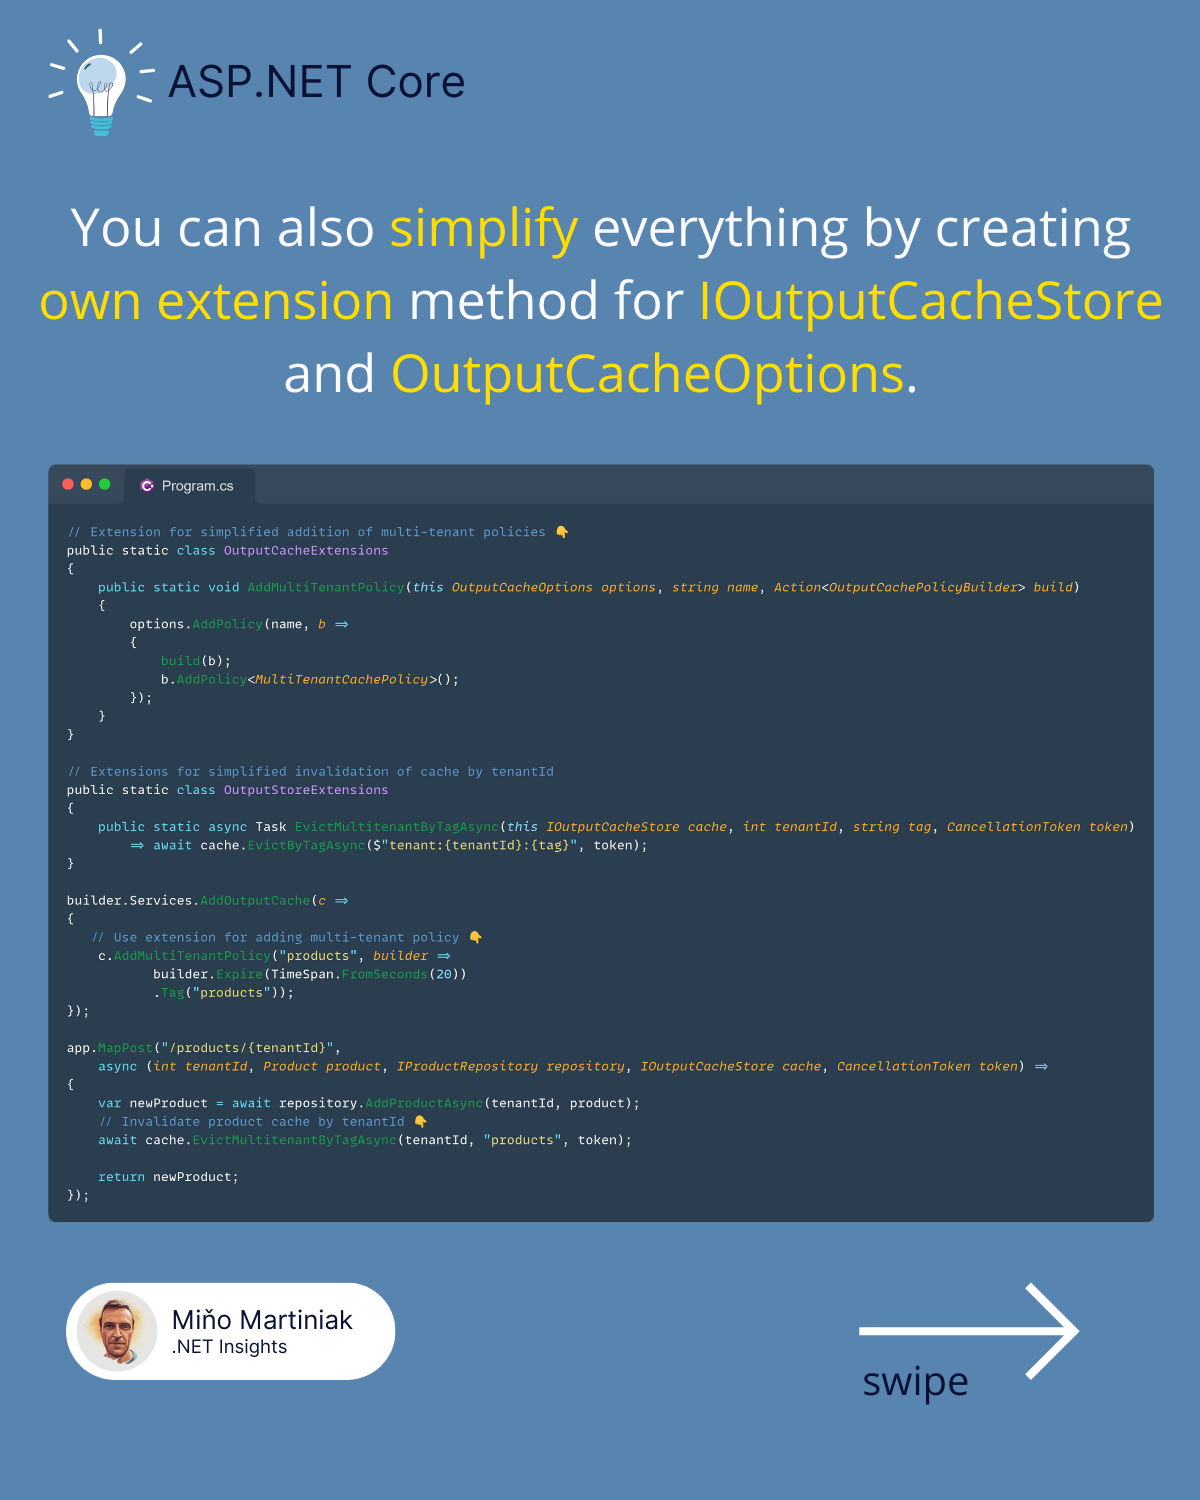 ASP.NET Core
You can also simplify everything by creating
own extension method for IOutputCacheStore
and OutputCacheOptions.
Program.cs
// Extension for simplified addition of multi-tenant policies 👇
public static class OutputCacheExtensions
{
    public static void AddMultiTenantPolicy(this OutputCacheOptions options, string name, Action<OutputCachePolicyBuilder> build)
    {
        options.AddPolicy(name, b =>
        {
            build(b);
            b.AddPolicy<MultiTenantCachePolicy>();
        });
    }
}
// Extensions for simplified invalidation of cache by tenantId
public static class OutputStoreExtensions
{
    public static async Task EvictMultitenantByTagAsync(this IOutputCacheStore cache, int tenantId, string tag, CancellationToken token)
        => await cache.EvictByTagAsync($"tenant:{tenantId}:{tag}", token);
}
builder.Services.AddOutputCache(c =>
{
   // Use extension for adding multi-tenant policy 👇
    c.AddMultiTenantPolicy("products", builder =>
           builder.Expire(TimeSpan.FromSeconds(20))
           .Tag("products"));
});
app.MapPost("/products/{tenantId}",
    async (int tenantId, Product product, IProductRepository repository, IOutputCacheStore cache, CancellationToken token) =>
{
    var newProduct = await repository.AddProductAsync(tenantId, product);
    // Invalidate product cache by tenantId 👇
    await cache.EvictMultitenantByTagAsync(tenantId, "products", token);
    return newProduct;
});
Miňo Martiniak
.NET Insights
swipe